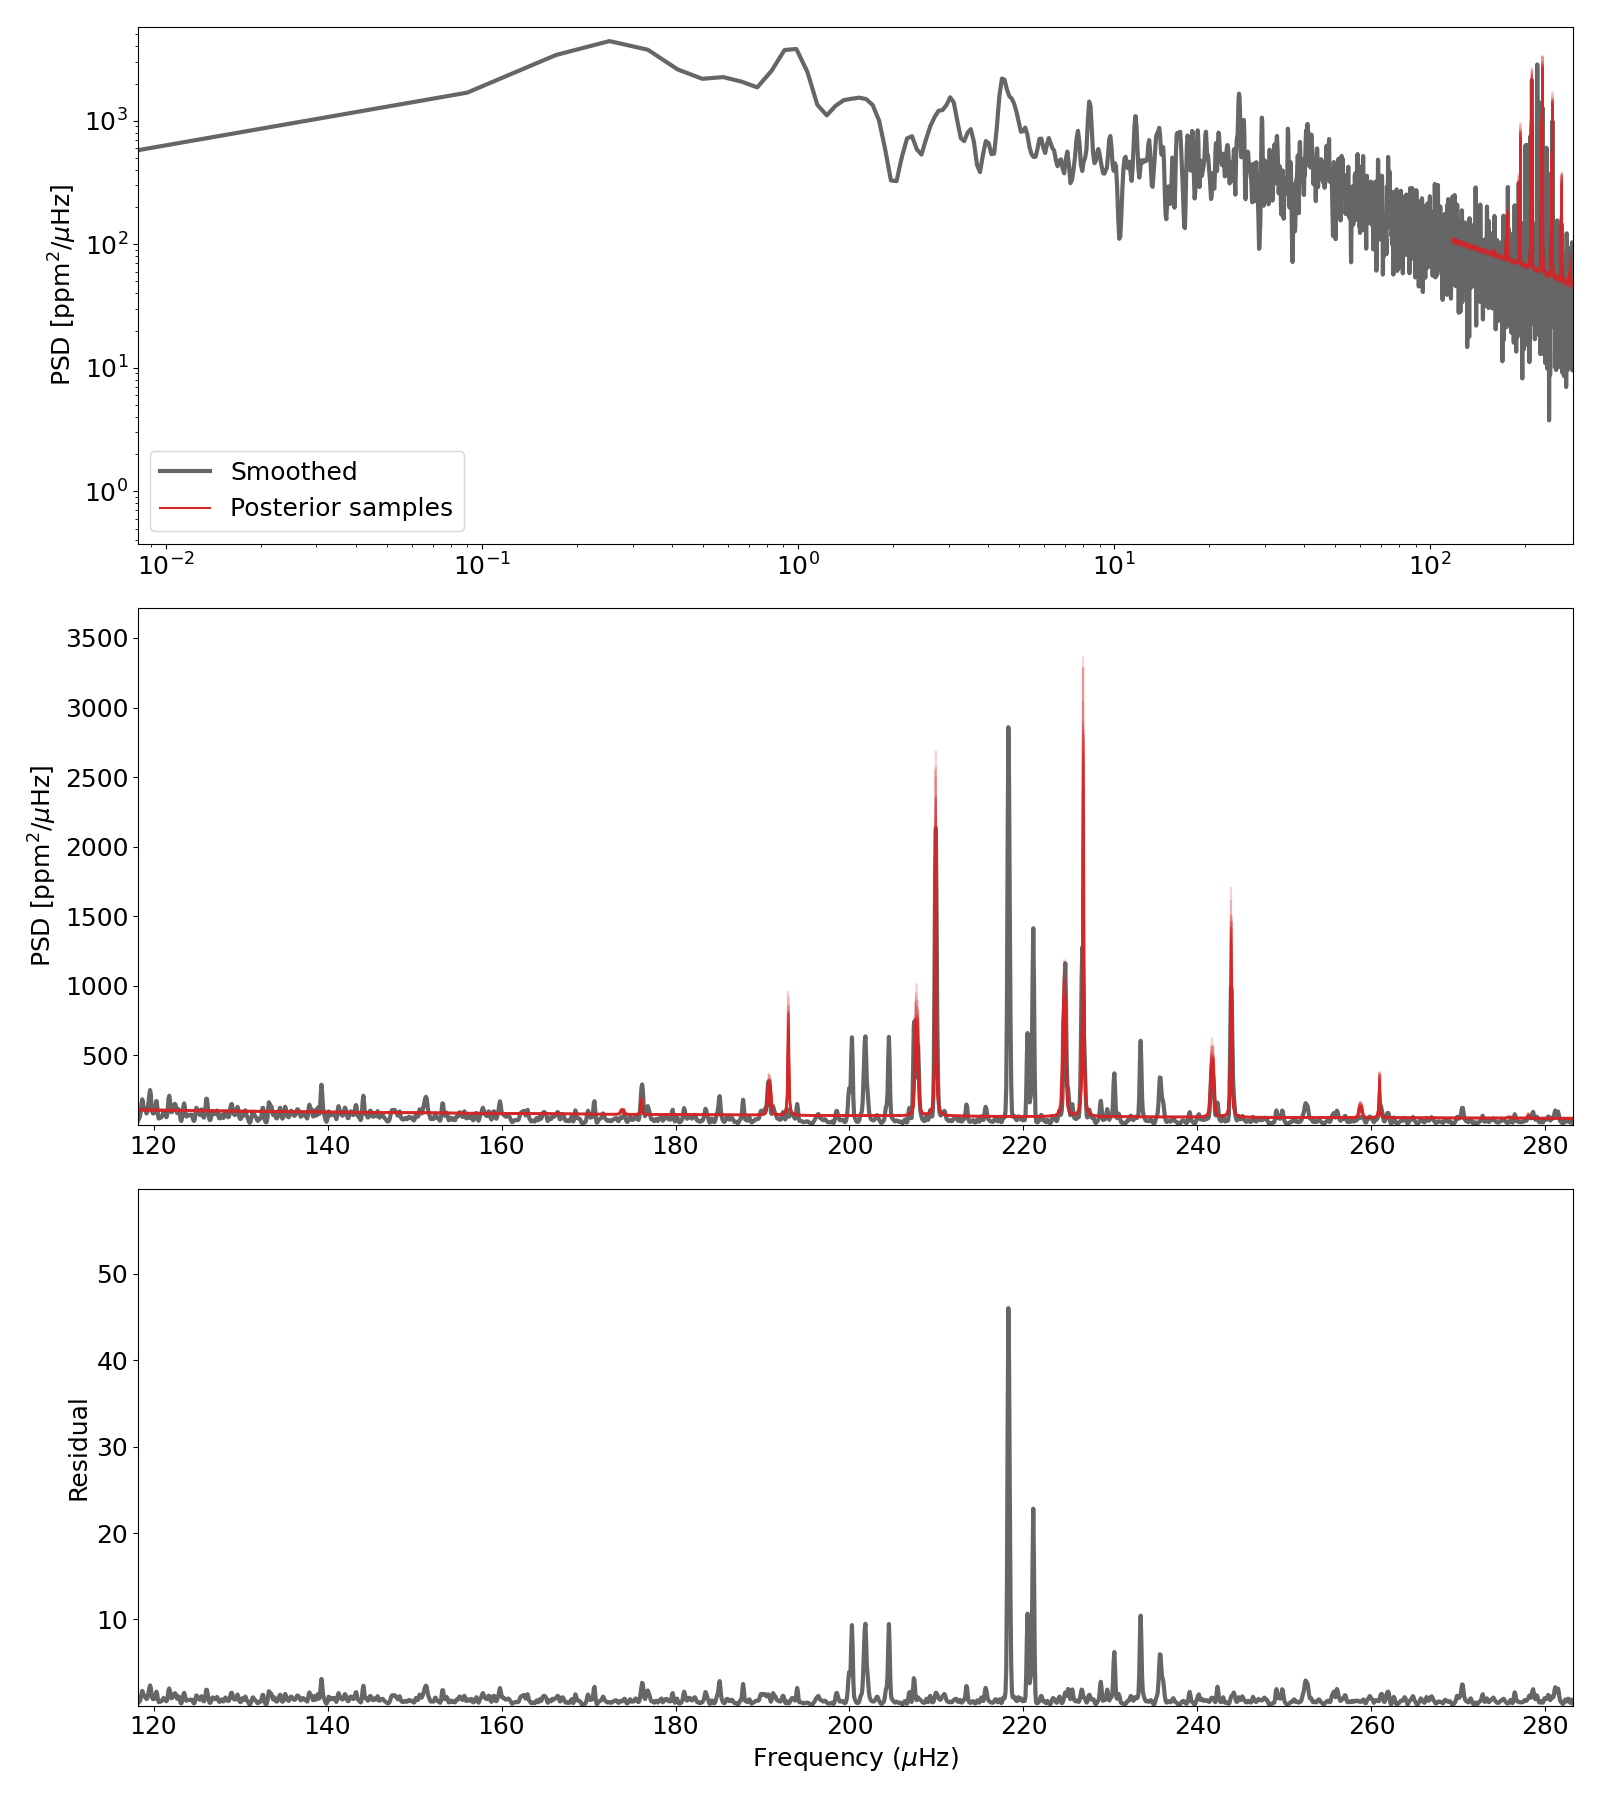 PSD [ppm²/μHz]
10³
10²
10¹
10⁰
Smoothed
Posterior samples
10⁻² 10⁻¹ 10⁰ 10¹ 10²
PSD [ppm²/μHz]
3500
3000
2500
2000
1500
1000
500
120 140 160 180 200 220 240 260 280
Residual
50
40
30
20
10
120 140 160 180 200 220 240 260 280
Frequency (μHz)